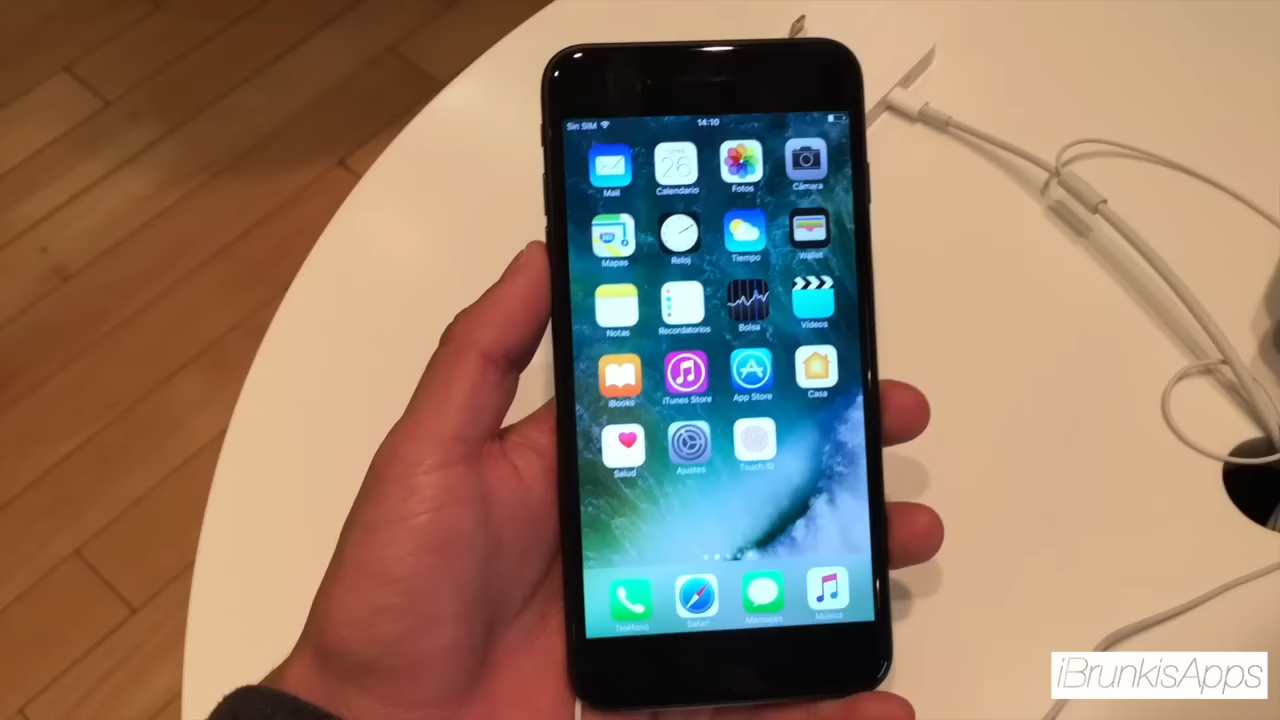 Sin SIM
14:10
26
Mail
Calendario
Fotos
Cámara
280
Mapas
Reloj
Tiempo
Wallet
Notas
Recordatorios
Bolsa
Vídeos
iBooks
iTunes Store
App Store
Casa
Salud
Ajustes
Touch ID
Teléfono
Safari
Mensajes
Música
iBrunkisApps